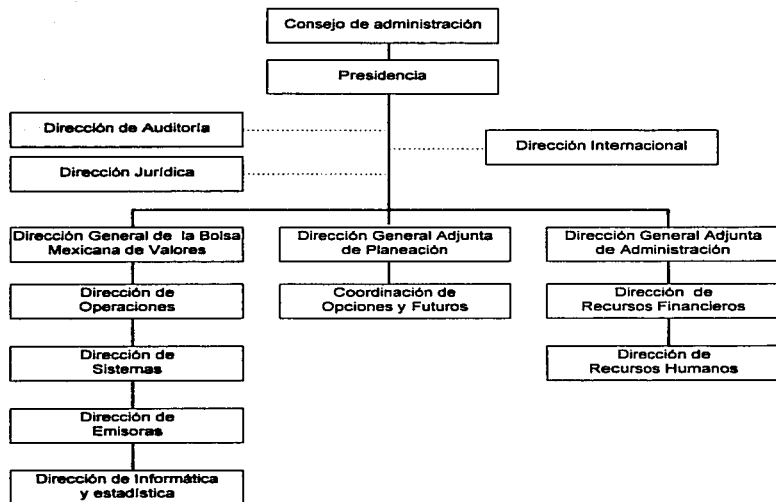 Consejo de administración
Presidencia
Dirección de Auditoría
Dirección Internacional
Dirección Jurídica
Dirección General de la Bolsa
Mexicana de Valores
Dirección General Adjunta
de Planeación
Dirección General Adjunta
de Administración
Dirección de
Operaciones
Coordinación de
Opciones y Futuros
Dirección de
Recursos Financieros
Dirección de
Sistemas
Dirección de
Recursos Humanos
Dirección de
Emisoras
Dirección de Informática
y estadística